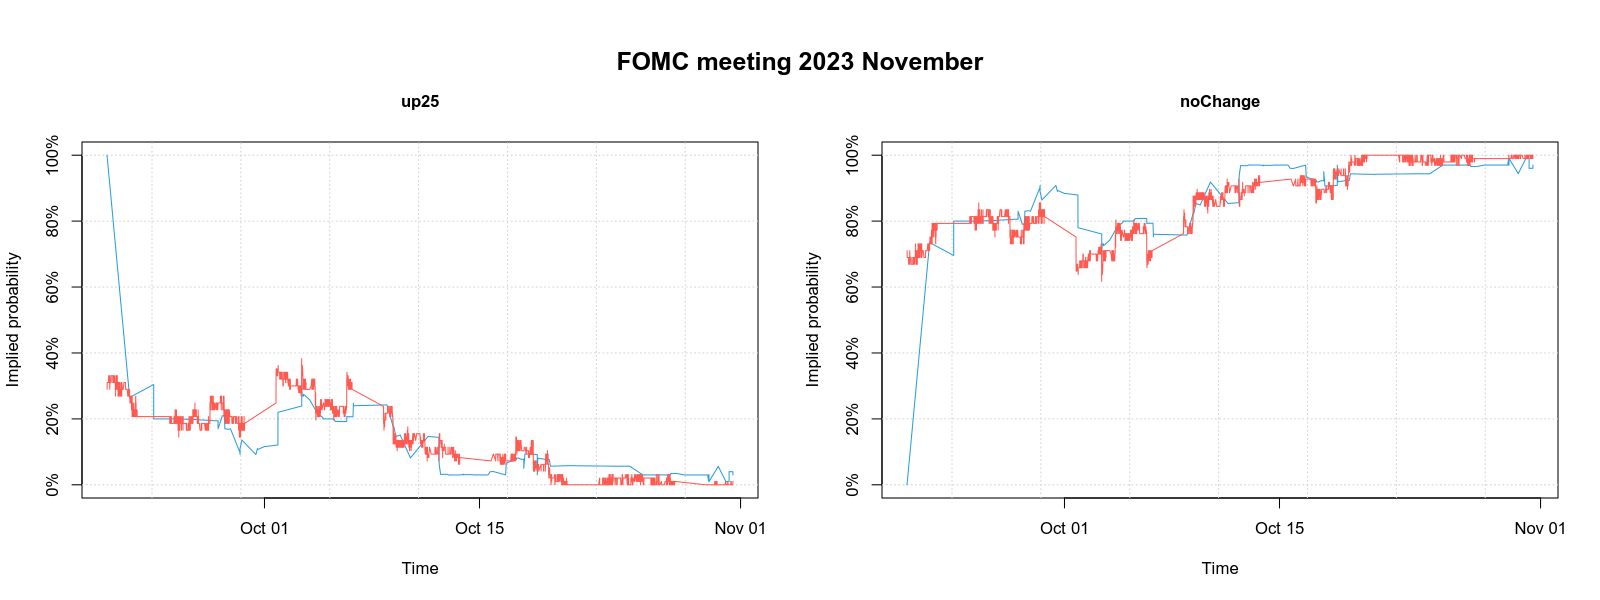 FOMC meeting 2023 November
up25
Implied probability
100%
80%
60%
40%
20%
0%
Oct 01
Oct 15
Nov 01
Time
noChange
Implied probability
100%
80%
60%
40%
20%
0%
Oct 01
Oct 15
Nov 01
Time